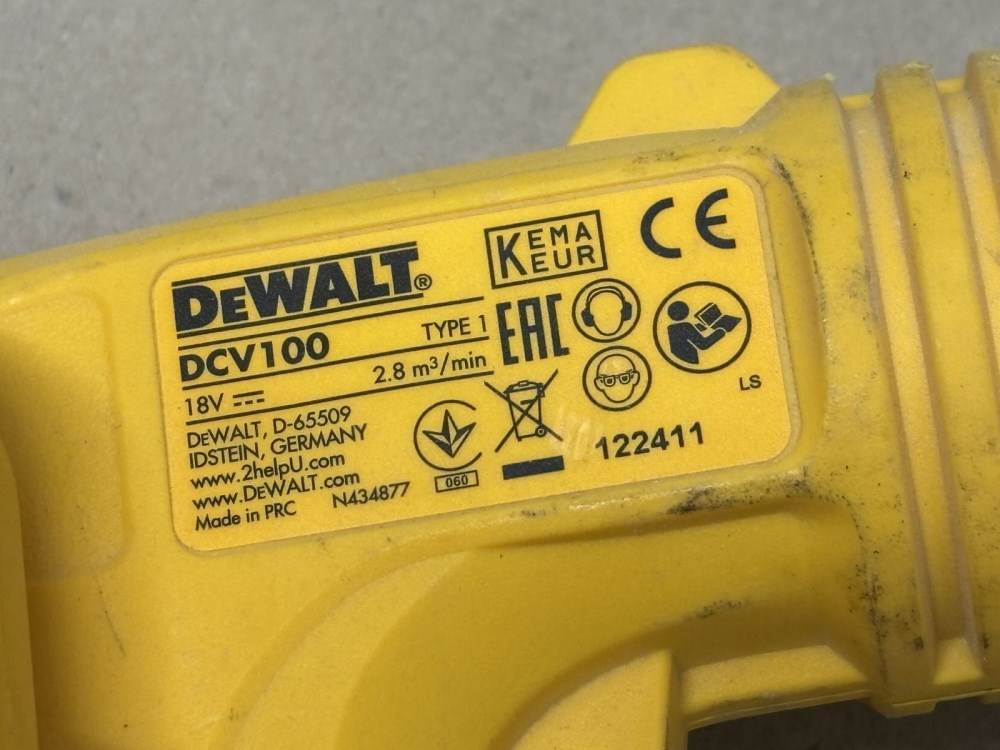 DEWALT®
DCV100 TYPE 1
18V 2.8 m³/min
DEWALT, D-65509
IDSTEIN, GERMANY
www.2helpU.com
www.DEWALT.com
Made in PRC N434877
KEMA
EUR
CE
EAC
LS
060
122411